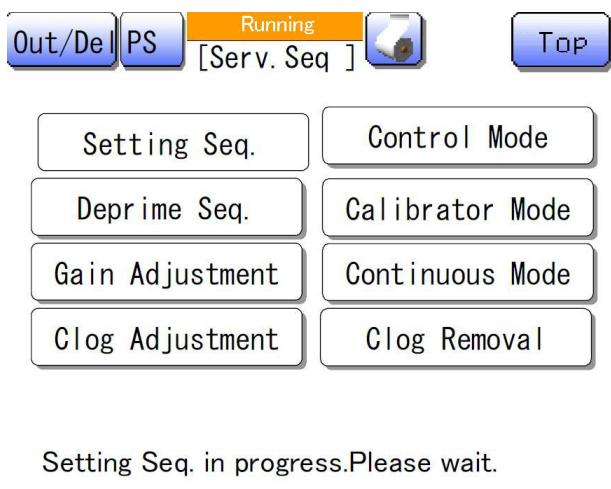 Out/Del PS Running Top
[Serv. Seq ]
Setting Seq. Control Mode
Deprime Seq. Calibrator Mode
Gain Adjustment Continuous Mode
Clog Adjustment Clog Removal
Setting Seq. in progress.Please wait.